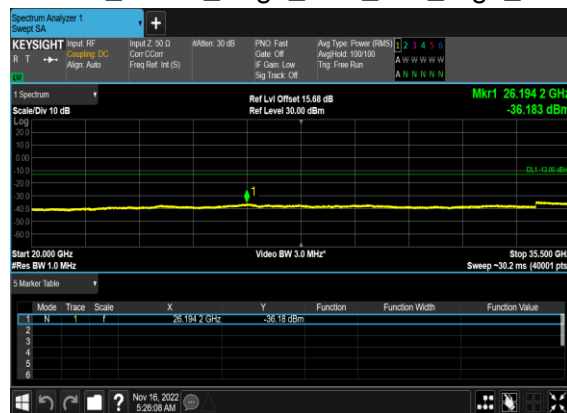 Spectrum Analyzer 1
Swept SA
+
KEYSIGHT
R T
Input: RF
Coupling: DC
Align: Auto
Input Z: 50 Ω
Corr CCorr
Freq Ref: Int (S)
#Atten: 30 dB
PNO: Fast
Gate: Off
IF Gain: Low
Sig Track: Off
Avg Type: Power (RMS)
Avg|Hold: 100/100
Trig: Free Run
1 2 3 4 5 6
A W W W W W
A N N N N N
1 Spectrum
Scale/Div 10 dB
Ref Lvl Offset 15.68 dB
Ref Level 30.00 dBm
Mkr1 26.194 2 GHz
-36.183 dBm
Log
20.0
10.0
0.00
-10.0
-20.0
-30.0
-40.0
-50.0
-60.0
DL1 -13.00 dBm
1
Start 20.000 GHz
#Res BW 1.0 MHz
Video BW 3.0 MHz*
Stop 35.500 GHz
Sweep ~30.2 ms (40001 pts)
5 Marker Table
Mode Trace Scale X Y Function Function Width Function Value
1 N 1 f 26.194 2 GHz -36.18 dBm
2
3
4
5
6
?
Nov 16, 2022
5:26:08 AM